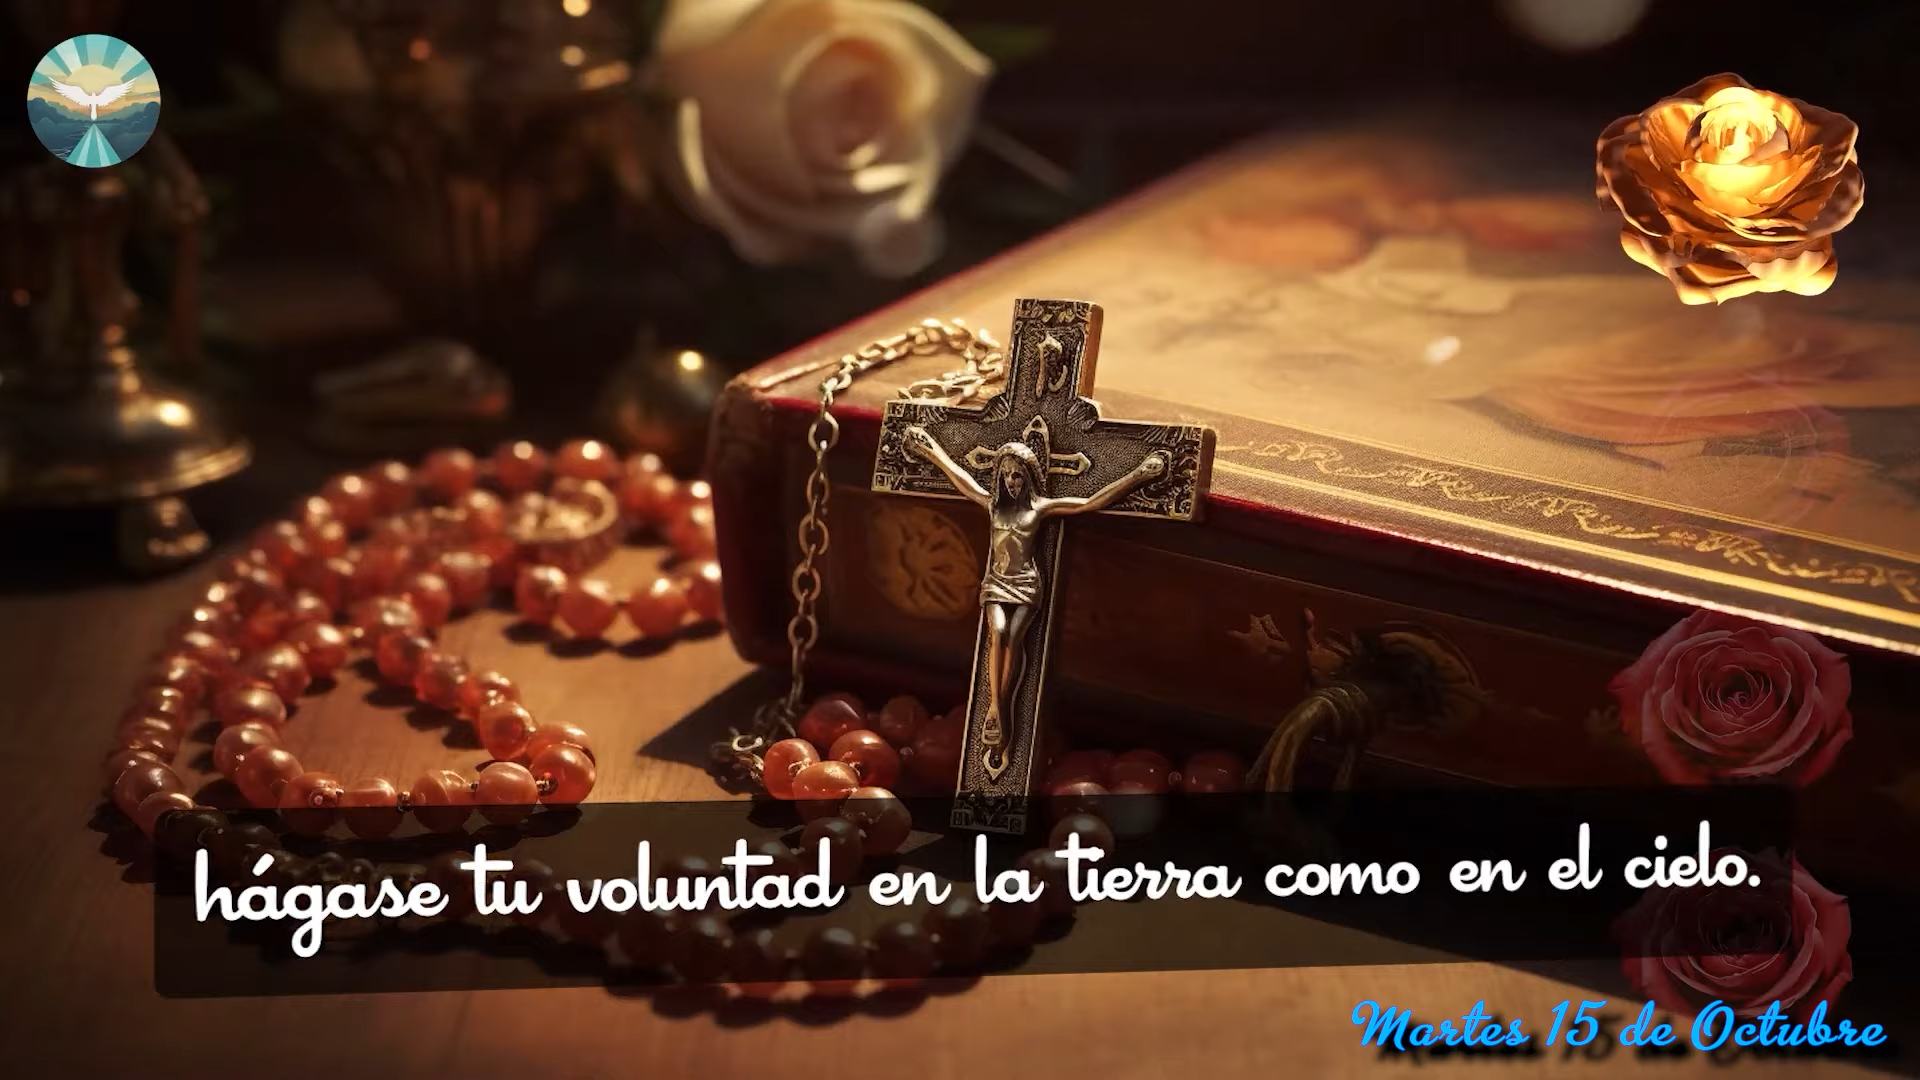 hágase tu voluntad en la tierra como en el cielo.
Martes 15 de Octubre